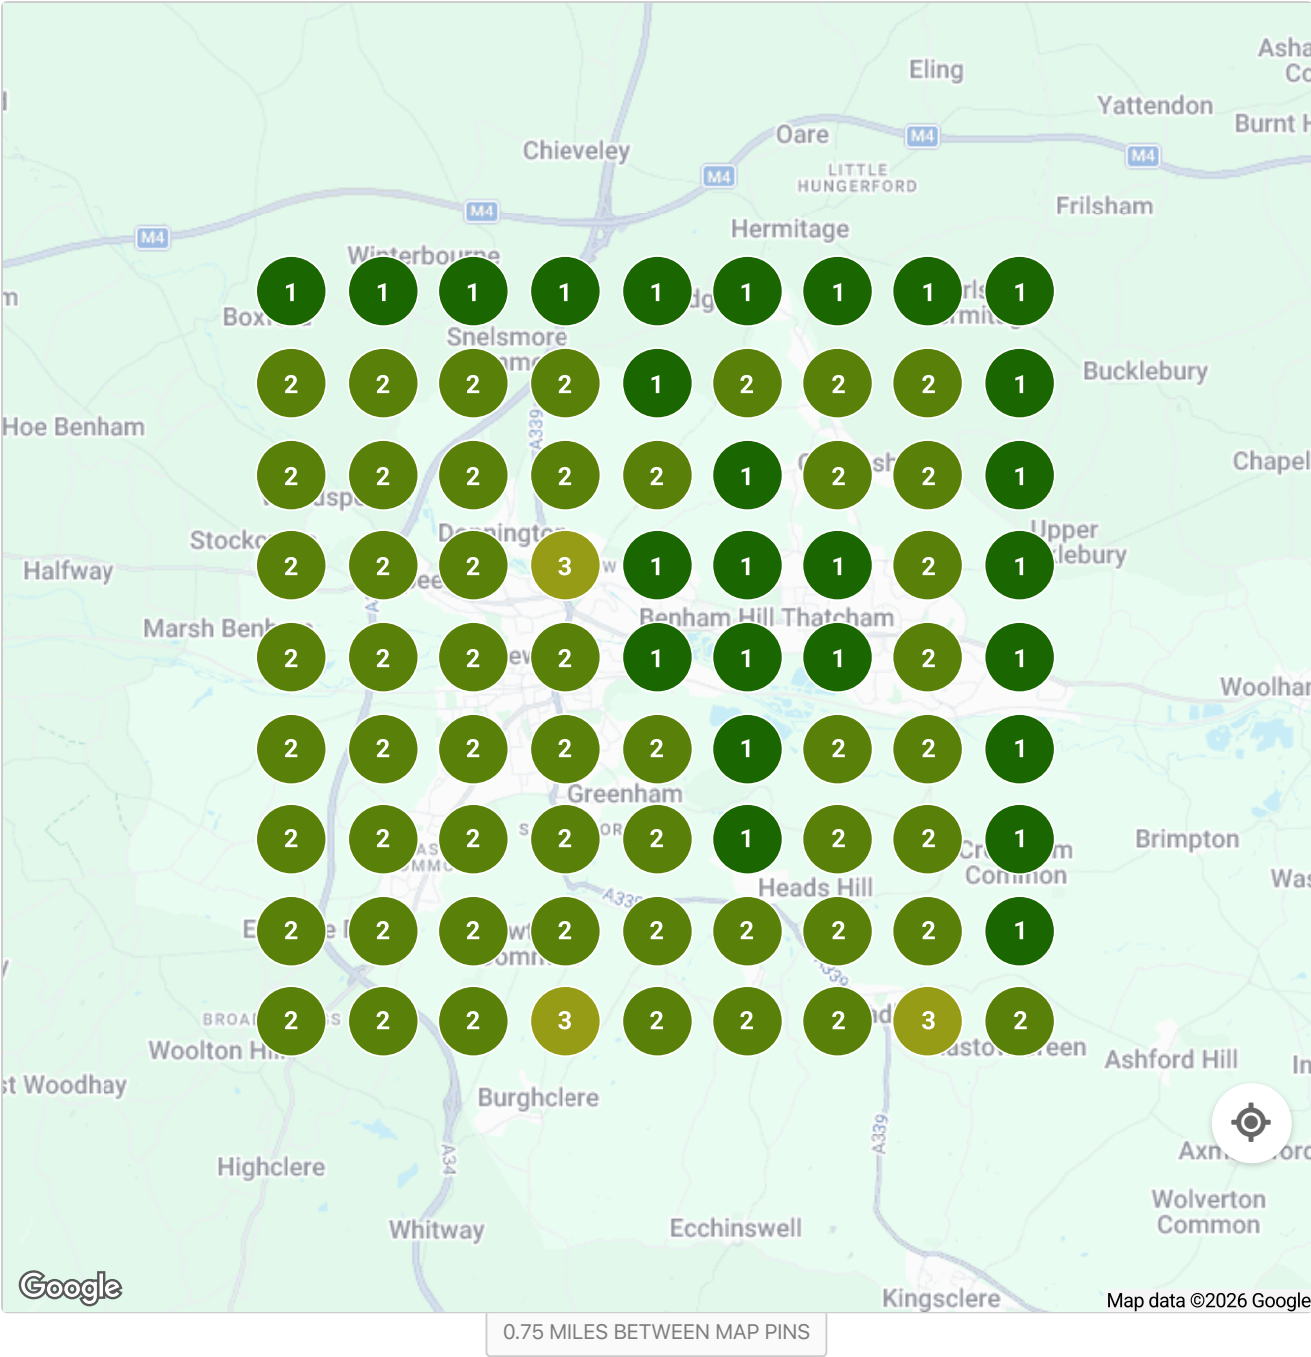 Eling
Yattendon
Oare
Chieveley
M4
M4
M4
LITTLE
HUNGERFORD
Frilsham
M4
M4
Hermitage
Winterbourne
1 1 1 1 1 1 1 1 1
Snelsmore
Bucklebury
2 2 2 2 1 2 2 2 1
A339
Hoe Benham
Chapel
2 2 2 2 2 1 2 2 1
Donnington
Upper
Halfway
2 2 2 3 1 1 1 2 1
Benham Hill Thatcham
Marsh
2 2 2 2 1 1 1 2 1
2 2 2 2 2 1 2 2 1
Greenham
2 2 2 2 2 1 2 2 1
Brimpton
Common
Heads Hill
A339
2 2 2 2 2 2 2 2 1
A339
2 2 2 3 2 2 2 3 2
Woolton
Ashford Hill
st Woodhay
Burghclere
A339
A34
Highclere
Wolverton
Common
Whitway
Ecchinswell
Kingsclere
Google
Map data ©2026 Google
0.75 MILES BETWEEN MAP PINS